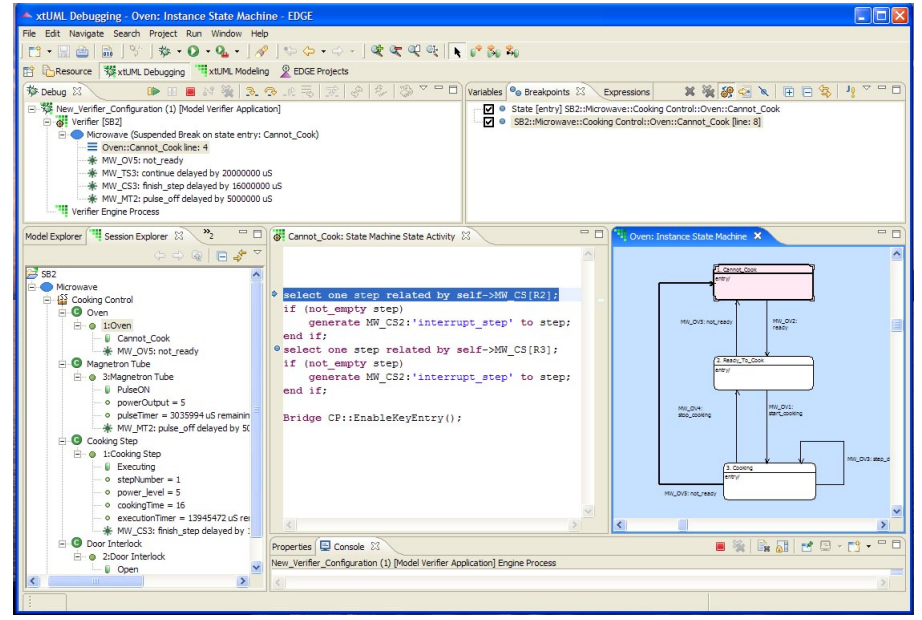 xtUML Debugging - Oven: Instance State Machine - EDGE
File Edit Navigate Search Project Run Window Help
Resource xtUML Debugging xtUML Modeling EDGE Projects
Debug
New_Verifier_Configuration (1) [Model Verifier Application]
Verifier [SB2]
Microwave (Suspended Break on state entry: Cannot_Cook)
Oven::Cannot_Cook line: 4
MW_OV5: not_ready
MW_TS3: continue delayed by 20000000 uS
MW_CS3: finish_step delayed by 16000000 uS
MW_MT2: pulse_off delayed by 5000000 uS
Verifier Engine Process
Variables Breakpoints Expressions
State [entry] SB2::Microwave::Cooking Control::Oven::Cannot_Cook
SB2::Microwave::Cooking Control::Oven::Cannot_Cook [line: 8]
Model Explorer Session Explorer 2
SB2
Microwave
Cooking Control
Oven
1:Oven
Cannot_Cook
MW_OV5: not_ready
Magnetron Tube
3:Magnetron Tube
PulseON
powerOutput = 5
pulseTimer = 3035994 uS remainin
MW_MT2: pulse_off delayed by 50
Cooking Step
1:Cooking Step
Executing
stepNumber = 1
power_level = 5
cookingTime = 16
executionTimer = 13945472 uS re
MW_CS3: finish_step delayed by
Door Interlock
2:Door Interlock
Open
Cannot_Cook: State Machine State Activity
select one step related by self->MW_CS[R2];
if (not_empty step)
generate MW_CS2:'interrupt_step' to step;
end if;
select one step related by self->MW_CS[R3];
if (not_empty step)
generate MW_CS2:'interrupt_step' to step;
end if;
Bridge CP::EnableKeyEntry();
Oven: Instance State Machine
1. Cannot_Cook
entry/
MW_OV5: not_ready
MW_OV2:
ready
2. Ready_To_Cook
entry/
MW_OV4:
stop_cooking
MW_OV1:
start_cooking
MW_OV3: step_d
3. Cooking
entry/
MW_OV5: not_ready
Properties Console
New_Verifier_Configuration (1) [Model Verifier Application] Engine Process